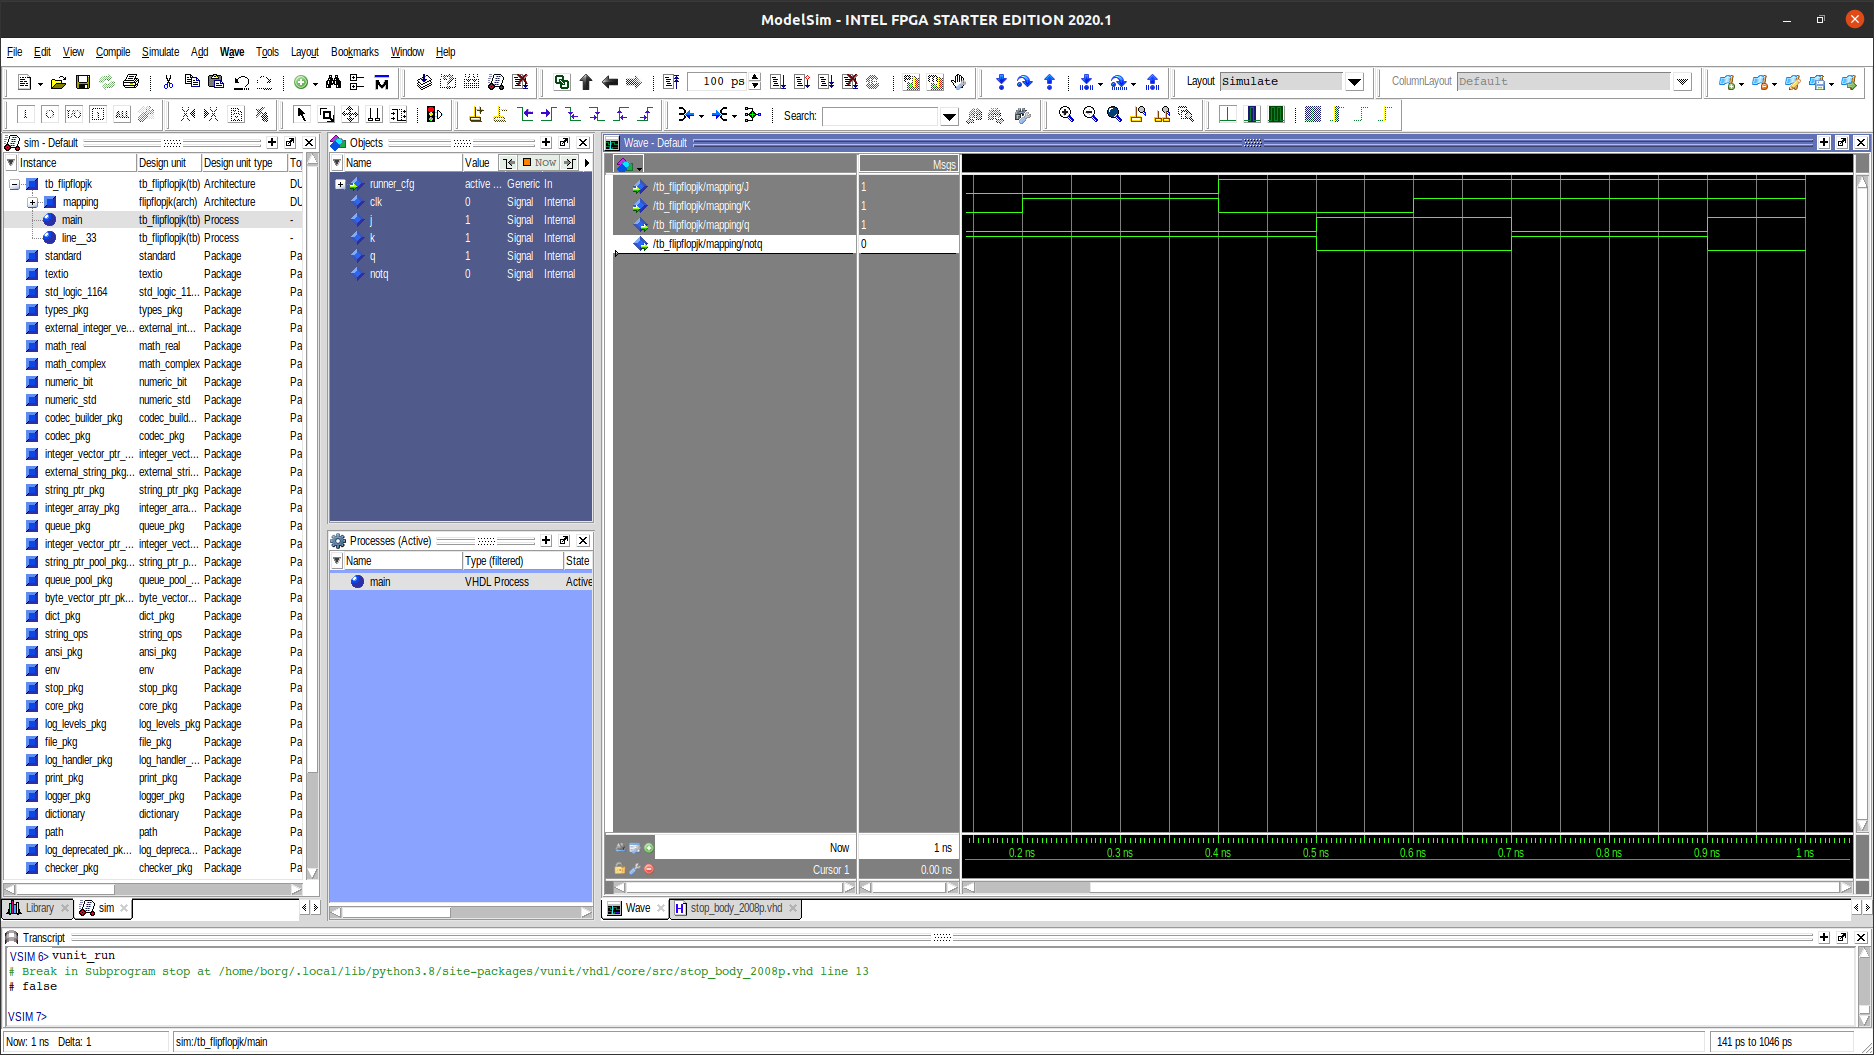 ModelSim - INTEL FPGA STARTER EDITION 2020.1
File Edit View Compile Simulate Add Wave Tools Layout Bookmarks Window Help
100 ps
Layout Simulate
ColumnLayout Default
Search:
sim - Default
Instance Design unit Design unit type To
tb_flipflopjk tb_flipflopjk(tb) Architecture DU
mapping flipflopjk(arch) Architecture DU
main tb_flipflopjk(tb) Process -
line__33 tb_flipflopjk(tb) Process -
standard standard Package Pa
textio textio Package Pa
std_logic_1164 std_logic_11... Package Pa
types_pkg types_pkg Package Pa
external_integer_ve... external_int... Package Pa
math_real math_real Package Pa
math_complex math_complex Package Pa
numeric_bit numeric_bit Package Pa
numeric_std numeric_std Package Pa
codec_builder_pkg codec_build... Package Pa
codec_pkg codec_pkg Package Pa
integer_vector_ptr_... integer_vect... Package Pa
external_string_pkg... external_stri... Package Pa
string_ptr_pkg string_ptr_pkg Package Pa
integer_array_pkg integer_arra... Package Pa
queue_pkg queue_pkg Package Pa
integer_vector_ptr_... integer_vect... Package Pa
string_ptr_pool_pkg... string_ptr_p... Package Pa
queue_pool_pkg queue_pool_... Package Pa
byte_vector_ptr_pk... byte_vector... Package Pa
dict_pkg dict_pkg Package Pa
string_ops string_ops Package Pa
ansi_pkg ansi_pkg Package Pa
env env Package Pa
stop_pkg stop_pkg Package Pa
core_pkg core_pkg Package Pa
log_levels_pkg log_levels_pkg Package Pa
file_pkg file_pkg Package Pa
log_handler_pkg log_handler_... Package Pa
print_pkg print_pkg Package Pa
logger_pkg logger_pkg Package Pa
dictionary dictionary Package Pa
path path Package Pa
log_deprecated_pk... log_depreca... Package Pa
checker_pkg checker_pkg Package Pa
Library sim
Objects
Name Value Now
runner_cfg active ... Generic In
clk 0 Signal Internal
j 1 Signal Internal
k 1 Signal Internal
q 1 Signal Internal
notq 0 Signal Internal
Processes (Active)
Name Type (filtered) State
main VHDL Process Active
Wave - Default
Msgs
/tb_flipflopjk/mapping/J 1
/tb_flipflopjk/mapping/K 1
/tb_flipflopjk/mapping/q 1
/tb_flipflopjk/mapping/notq 0
Now 1 ns
Cursor 1 0.00 ns
0.2 ns 0.3 ns 0.4 ns 0.5 ns 0.6 ns 0.7 ns 0.8 ns 0.9 ns 1 ns
Wave stop_body_2008p.vhd
Transcript
VSIM 6> vunit_run
# Break in Subprogram stop at /home/borg/.local/lib/python3.8/site-packages/vunit/vhdl/core/src/stop_body_2008p.vhd line 13
# false
VSIM 7>
Now: 1 ns Delta: 1 sim:/tb_flipflopjk/main 141 ps to 1046 ps